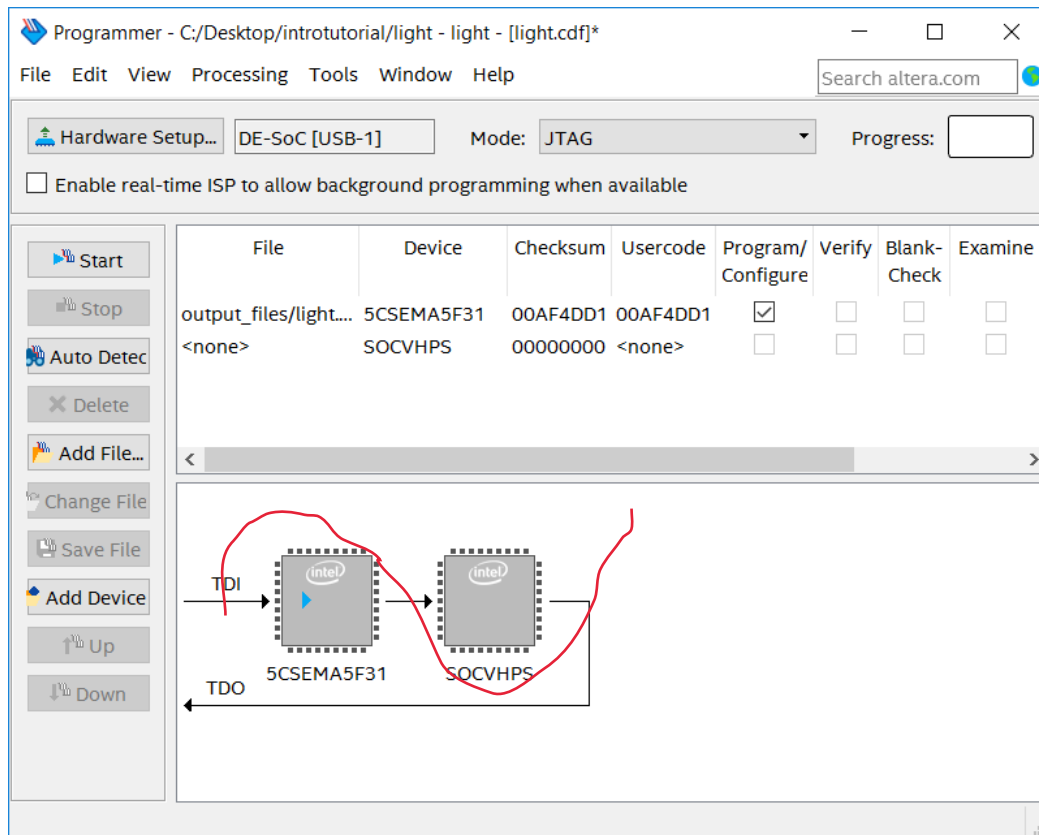 Programmer - C:/Desktop/introtutorial/light - light - [light.cdf]*
File Edit View Processing Tools Window Help
Search altera.com
Hardware Setup... DE-SoC [USB-1] Mode: JTAG Progress:
Enable real-time ISP to allow background programming when available
Start
Stop
Auto Detec
Delete
Add File...
Change File
Save File
Add Device
Up
Down
File Device Checksum Usercode Program/ Verify Blank- Examine
Configure Check
output_files/light.... 5CSEMA5F31 00AF4DD1 00AF4DD1
<none> SOCVHPS 00000000 <none>
intel intel
TDI
5CSEMA5F31 SOCVHPS
TDO